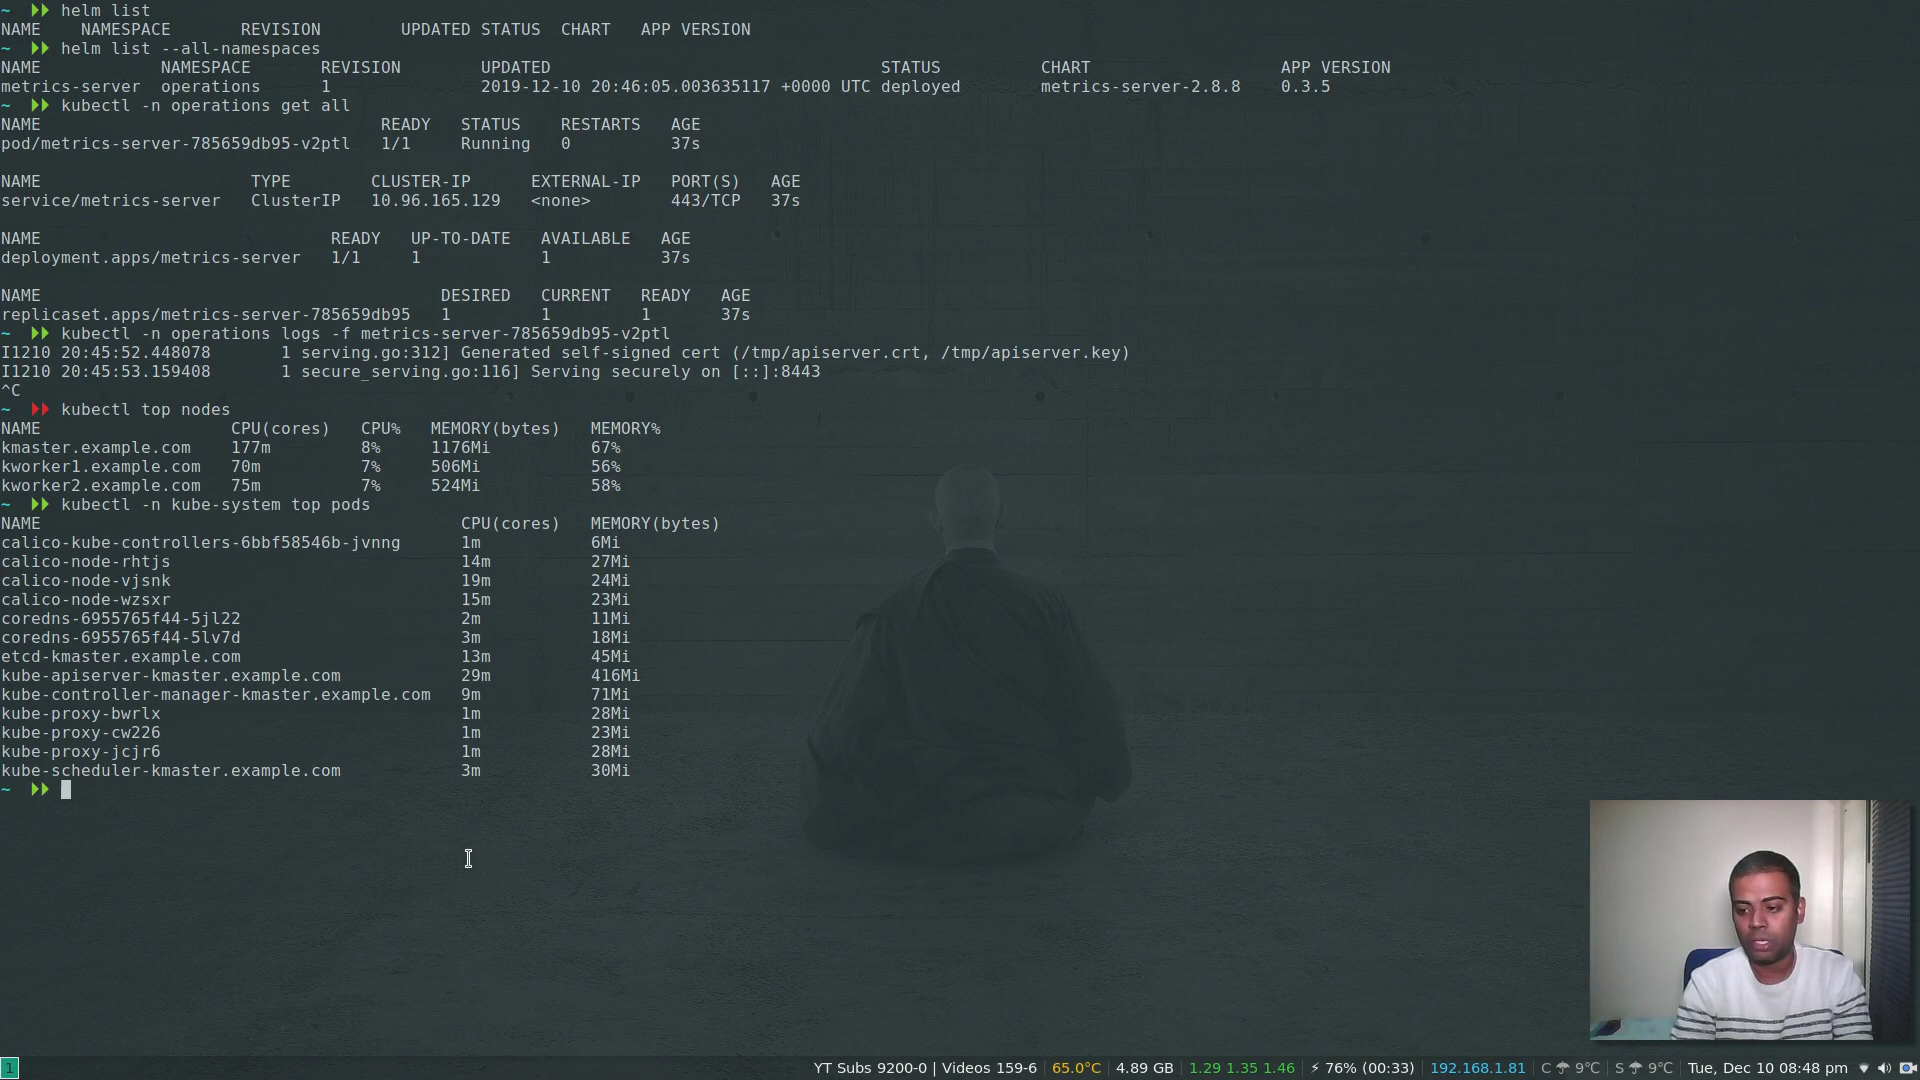 ~ helm list
NAME NAMESPACE REVISION UPDATED STATUS CHART APP VERSION
~ helm list --all-namespaces
NAME NAMESPACE REVISION UPDATED STATUS CHART APP VERSION
metrics-server operations 1 2019-12-10 20:46:05.003635117 +0000 UTC deployed metrics-server-2.8.8 0.3.5
~ kubectl -n operations get all
NAME READY STATUS RESTARTS AGE
pod/metrics-server-785659db95-v2ptl 1/1 Running 0 37s
NAME TYPE CLUSTER-IP EXTERNAL-IP PORT(S) AGE
service/metrics-server ClusterIP 10.96.165.129 <none> 443/TCP 37s
NAME READY UP-TO-DATE AVAILABLE AGE
deployment.apps/metrics-server 1/1 1 1 37s
NAME DESIRED CURRENT READY AGE
replicaset.apps/metrics-server-785659db95 1 1 1 37s
~ kubectl -n operations logs -f metrics-server-785659db95-v2ptl
I1210 20:45:52.448078 1 serving.go:312] Generated self-signed cert (/tmp/apiserver.crt, /tmp/apiserver.key)
I1210 20:45:53.159408 1 secure_serving.go:116] Serving securely on [::]:8443
^C
~ kubectl top nodes
NAME CPU(cores) CPU% MEMORY(bytes) MEMORY%
kmaster.example.com 177m 8% 1176Mi 67%
kworker1.example.com 70m 7% 506Mi 56%
kworker2.example.com 75m 7% 524Mi 58%
~ kubectl -n kube-system top pods
NAME CPU(cores) MEMORY(bytes)
calico-kube-controllers-6bbf58546b-jvnng 1m 6Mi
calico-node-rhtjs 14m 27Mi
calico-node-vjsnk 19m 24Mi
calico-node-wzsxr 15m 23Mi
coredns-6955765f44-5jl22 2m 11Mi
coredns-6955765f44-5lv7d 3m 18Mi
etcd-kmaster.example.com 13m 45Mi
kube-apiserver-kmaster.example.com 29m 416Mi
kube-controller-manager-kmaster.example.com 9m 71Mi
kube-proxy-bwrlx 1m 28Mi
kube-proxy-cw226 1m 23Mi
kube-proxy-jcjr6 1m 28Mi
kube-scheduler-kmaster.example.com 3m 30Mi
~
1 YT Subs 9200-0 | Videos 159-6 65.0°C 4.89 GB 1.29 1.35 1.46 ⚡ 76% (00:33) 192.168.1.81 C ☂ 9℃ S ☂ 9℃ Tue, Dec 10 08:48 pm